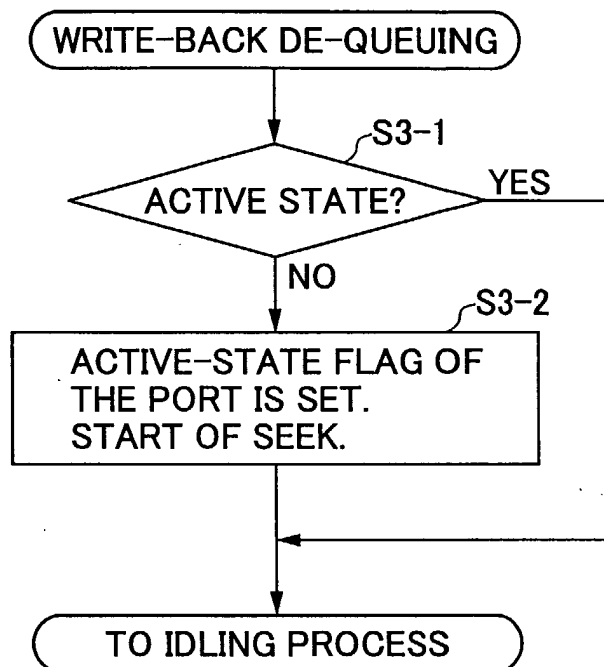 WRITE-BACK DE-QUEUING
S3-1
ACTIVE STATE?
YES
NO
S3-2
ACTIVE-STATE FLAG OF
THE PORT IS SET.
START OF SEEK.
TO IDLING PROCESS